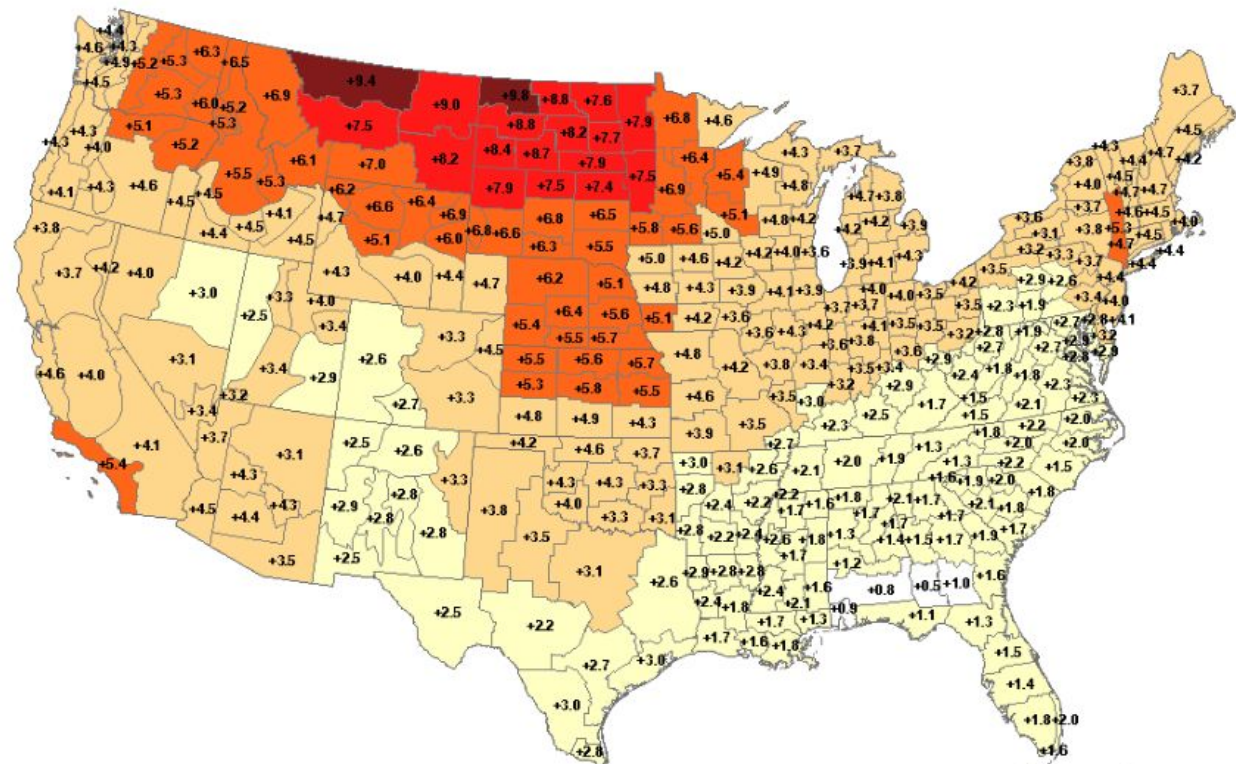 +4.4
+4.6 +4.3
+4.9 +5.2 +5.3 +6.3 +6.5
+4.5
+5.3 +6.0 +5.2 +6.9 +9.4 +9.0 +9.8 +8.8 +7.6
+5.1 +5.3 +7.5 +8.8 +8.2 +7.7 +7.9 +6.8 +4.6
+4.3 +4.3 +4.0 +5.2 +6.1 +7.0 +8.2 +8.4 +8.7 +7.9 +6.4 +5.4
+4.1 +4.3 +4.6 +4.5 +4.5 +5.5 +5.3 +6.2 +7.9 +7.5 +7.4 +7.5 +6.9 +5.1
+4.4 +4.5 +4.1 +4.5 +4.7 +6.6 +6.4 +6.9 +5.1 +6.0 +6.8 +6.6 +6.8 +6.5 +6.3 +5.5 +5.8 +5.6 +5.0
+4.3 +3.7 +4.9 +4.8 +4.8 +4.2 +4.7 +3.8 +4.2 +4.2 +3.9
+3.7 +4.5 +4.3 +4.7 +4.2 +3.8 +4.4 +4.5 +4.0 +4.7 +4.7 +3.7 +4.6 +4.5 +4.0 +3.6 +3.1 +3.8 +5.3 +4.5 +4.7 +4.4 +4.4
+3.8 +3.7 +4.2 +4.0 +3.0 +2.5 +3.3 +4.0 +3.4 +4.3 +4.0 +4.4 +4.7
+6.2 +5.1 +5.4 +6.4 +5.6 +5.5 +5.7 +5.1
+5.0 +4.6 +4.2 +4.2 +4.0 +3.6 +3.9 +4.1 +4.3
+4.8 +4.3 +3.9 +4.1 +3.9 +4.0 +4.2 +3.5 +3.2 +3.3 +3.7 +4.4
+4.2 +3.6 +3.7 +3.7 +4.0 +3.5 +3.5 +2.9 +2.6 +2.3 +1.9 +3.4 +4.0
+4.6 +4.0 +3.1 +3.4 +3.2 +2.9 +2.6 +3.3 +4.5 +3.3 +2.7
+5.5 +5.6 +5.7 +5.3 +5.8 +5.5 +4.8 +4.9 +4.3
+4.8 +3.6 +4.3 +4.2 +4.1 +3.5 +3.5 +3.2 +2.8 +1.9 +2.7 +2.8 +4.1
+4.2 +3.6 +3.8 +3.6 +2.9 +2.7 +2.7 +2.9 +2.8 +2.9 +3.2
+4.6 +3.8 +3.4 +3.5 +3.4 +2.9 +2.4 +1.8 +1.8 +2.3
+3.9 +3.5 +3.5 +3.0 +3.2 +2.3 +2.5 +1.7 +1.5 +1.5 +2.1 +2.3
+5.4 +4.1 +3.4 +3.7 +3.1 +4.3 +4.3 +4.4 +4.5 +3.5
+2.5 +2.6 +3.3 +2.9 +2.8 +2.8 +2.8 +2.5
+4.2 +4.6 +3.7 +4.3 +4.3 +3.3 +4.0 +3.3 +3.1 +3.8 +3.5 +3.1
+3.0 +3.1 +2.6 +2.7 +2.1 +2.0 +1.9 +1.3 +1.3 +1.8 +2.2 +2.0 +2.0 +2.0
+2.8 +2.4 +2.2 +2.2 +1.7 +1.6 +1.8 +1.7 +2.1 +1.7 +1.6 +1.9 +2.0 +2.2 +1.5
+2.8 +2.2 +2.4 +2.6 +1.7 +1.8 +1.3 +1.4 +1.7 +1.5 +1.7 +2.1 +1.8 +1.8 +1.9 +1.7
+2.9 +2.8 +2.8 +2.4 +2.1 +1.6 +1.2 +0.8 +0.5 +1.0 +1.6
+2.5 +2.2 +2.6 +2.4 +1.8 +1.7 +1.3 +0.9 +1.1 +1.3
+2.7 +3.0 +1.7 +1.6 +1.8 +1.5
+3.0 +1.4
+2.8 +1.8 +2.0
+1.6